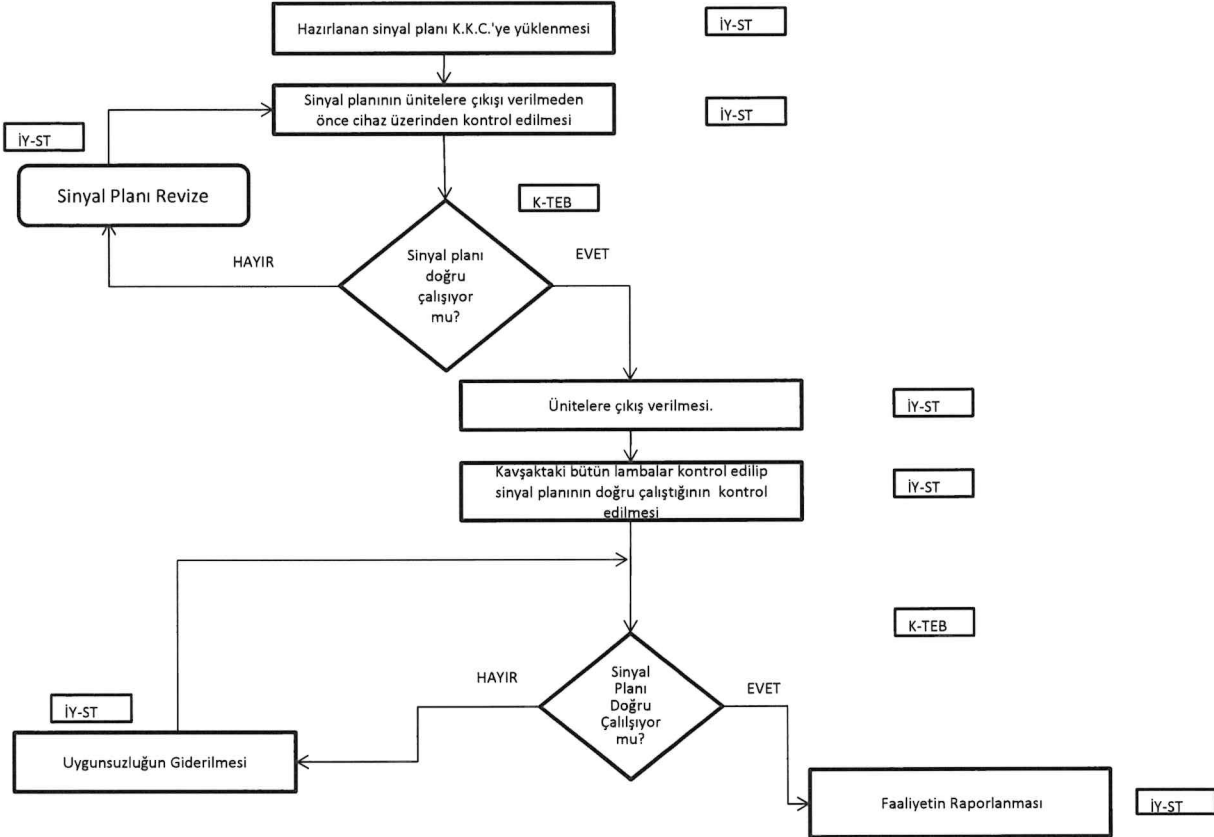 Hazırlanan sinyal planı K.K.C.'ye yüklenmesi
İY-ST
Sinyal planının ünitelere çıkışı verilmeden
önce cihaz üzerinden kontrol edilmesi
İY-ST
İY-ST
Sinyal Planı Revize
K-TEB
HAYIR
Sinyal planı
doğru
çalışıyor
mu?
EVET
Ünitelere çıkış verilmesi.
İY-ST
Kavşaktaki bütün lambalar kontrol edilip
sinyal planının doğru çalıştığının kontrol
edilmesi
İY-ST
K-TEB
HAYIR
Sinyal
Planı
Doğru
Çalılşıyor
mu?
EVET
İY-ST
Uygunsuzluğun Giderilmesi
Faaliyetin Raporlanması
İY-ST